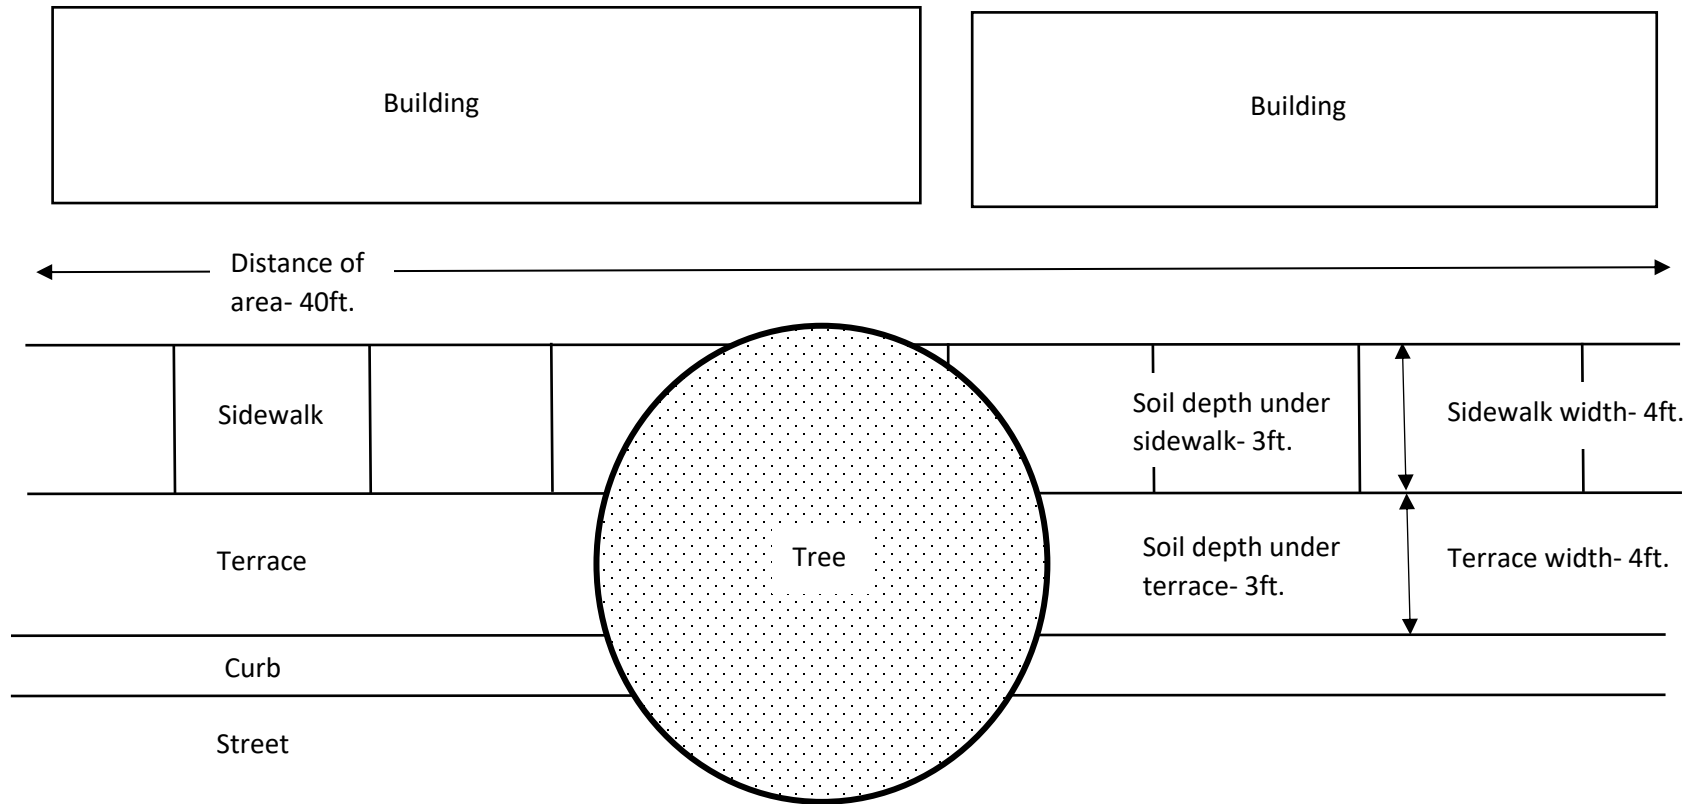 Building
Building
Distance of
area- 40ft.
Sidewalk
Soil depth under
sidewalk- 3ft.
Sidewalk width- 4ft.
Terrace
Tree
Soil depth under
terrace- 3ft.
Terrace width- 4ft.
Curb
Street